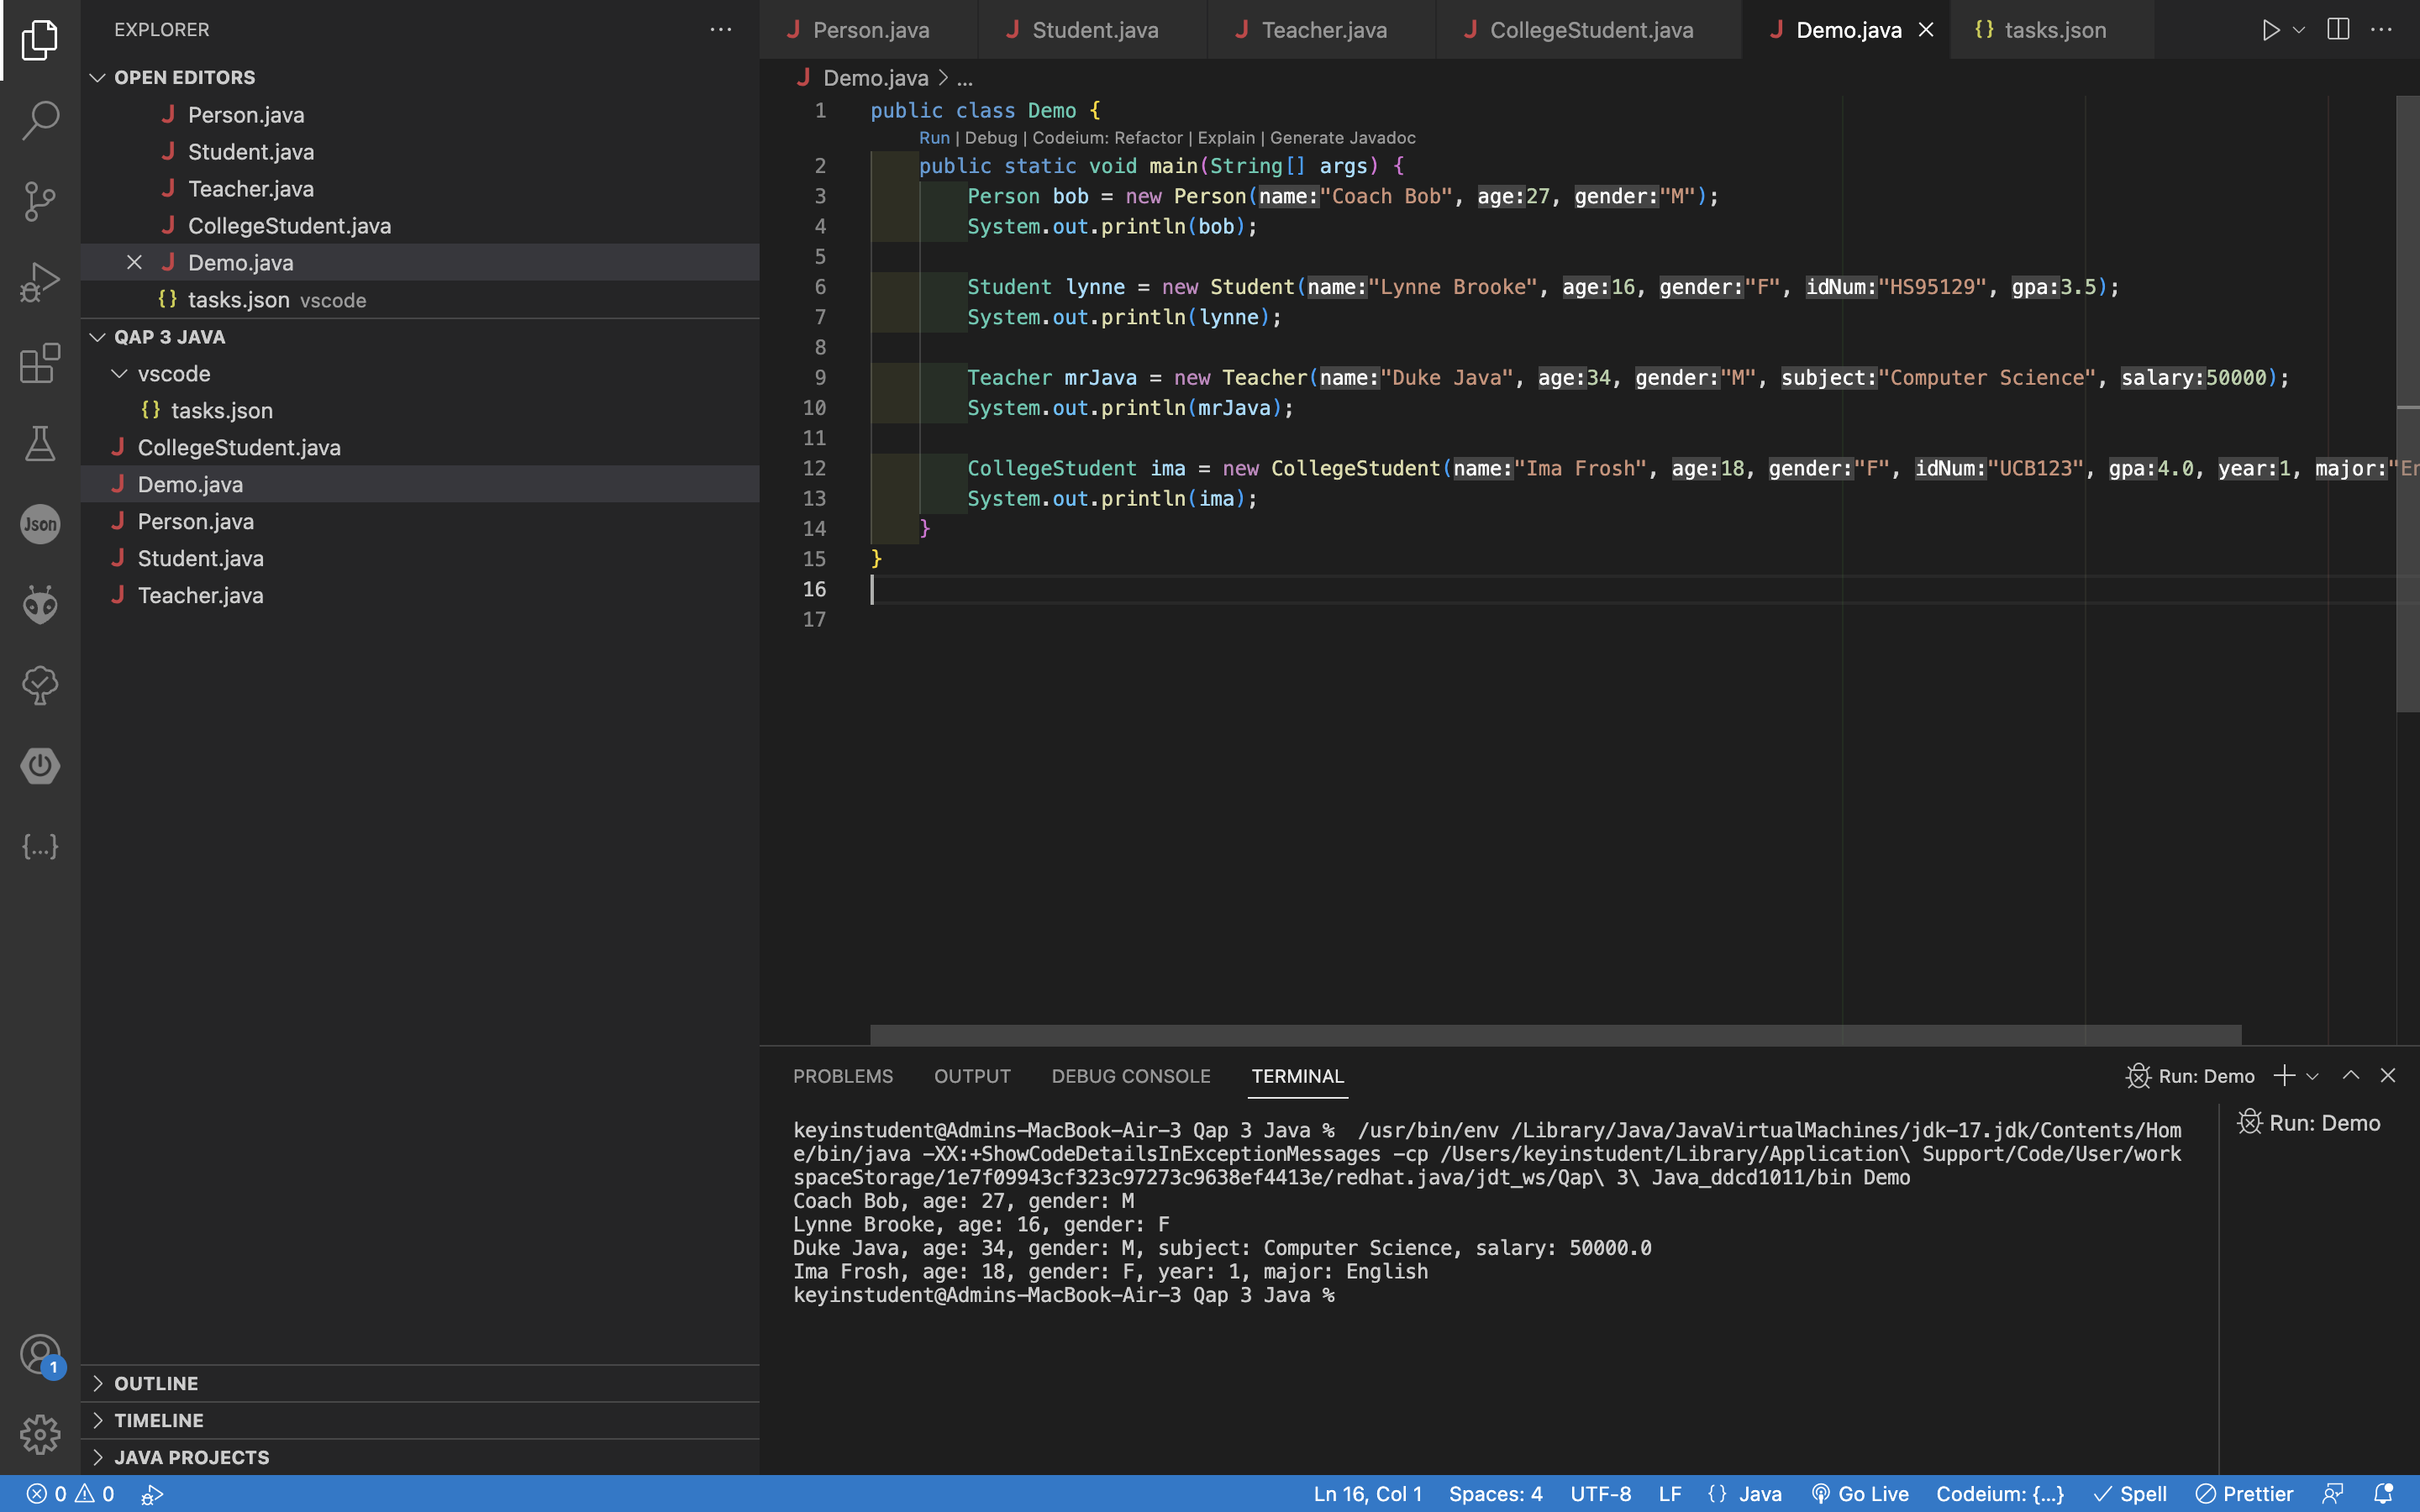 EXPLORER
OPEN EDITORS
Person.java
Student.java
Teacher.java
CollegeStudent.java
Demo.java
tasks.json vscode
QAP 3 JAVA
vscode
tasks.json
CollegeStudent.java
Demo.java
Person.java
Student.java
Teacher.java
Json
1
OUTLINE
TIMELINE
JAVA PROJECTS
Person.java Student.java Teacher.java CollegeStudent.java Demo.java tasks.json
Demo.java > ...
1 public class Demo {
Run | Debug | Codeium: Refactor | Explain | Generate Javadoc
2 public static void main(String[] args) {
3 Person bob = new Person(name:"Coach Bob", age:27, gender:"M");
4 System.out.println(bob);
5
6 Student lynne = new Student(name:"Lynne Brooke", age:16, gender:"F", idNum:"HS95129", gpa:3.5);
7 System.out.println(lynne);
8
9 Teacher mrJava = new Teacher(name:"Duke Java", age:34, gender:"M", subject:"Computer Science", salary:50000);
10 System.out.println(mrJava);
11
12 CollegeStudent ima = new CollegeStudent(name:"Ima Frosh", age:18, gender:"F", idNum:"UCB123", gpa:4.0, year:1, major:"En
13 System.out.println(ima);
14 }
15 }
16
17
PROBLEMS OUTPUT DEBUG CONSOLE TERMINAL
Run: Demo
Run: Demo
keyinstudent@Admins-MacBook-Air-3 Qap 3 Java %  /usr/bin/env /Library/Java/JavaVirtualMachines/jdk-17.jdk/Contents/Hom
e/bin/java -XX:+ShowCodeDetailsInExceptionMessages -cp /Users/keyinstudent/Library/Application\ Support/Code/User/work
spaceStorage/1e7f09943cf323c97273c9638ef4413e/redhat.java/jdt_ws/Qap\ 3\ Java_ddcd1011/bin Demo
Coach Bob, age: 27, gender: M
Lynne Brooke, age: 16, gender: F
Duke Java, age: 34, gender: M, subject: Computer Science, salary: 50000.0
Ima Frosh, age: 18, gender: F, year: 1, major: English
keyinstudent@Admins-MacBook-Air-3 Qap 3 Java %
0 0 Ln 16, Col 1 Spaces: 4 UTF-8 LF {} Java Go Live Codeium: {...} Spell Prettier